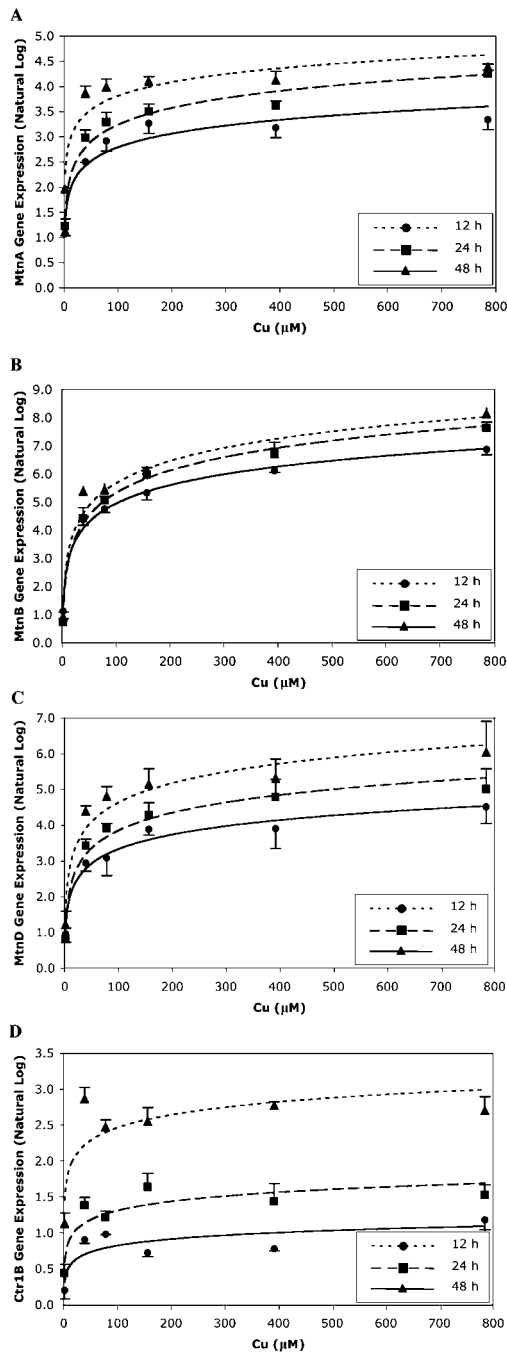 A
MtnA Gene Expression (Natural Log)
5.0
4.5
4.0
3.5
3.0
2.5
2.0
1.5
1.0
0.5
0.0
0 100 200 300 400 500 600 700 800
Cu (µM)
12 h
24 h
48 h
B
MtnB Gene Expression (Natural Log)
9.0
8.0
7.0
6.0
5.0
4.0
3.0
2.0
1.0
0.0
0 100 200 300 400 500 600 700 800
Cu (µM)
12 h
24 h
48 h
C
MtnD Gene Expression (Natural Log)
7.0
6.0
5.0
4.0
3.0
2.0
1.0
0.0
0 100 200 300 400 500 600 700 800
Cu (µM)
12 h
24 h
48 h
D
Ctr1B Gene Expression (Natural Log)
3.5
3.0
2.5
2.0
1.5
1.0
0.5
0.0
0 100 200 300 400 500 600 700 800
Cu (µM)
12 h
24 h
48 h